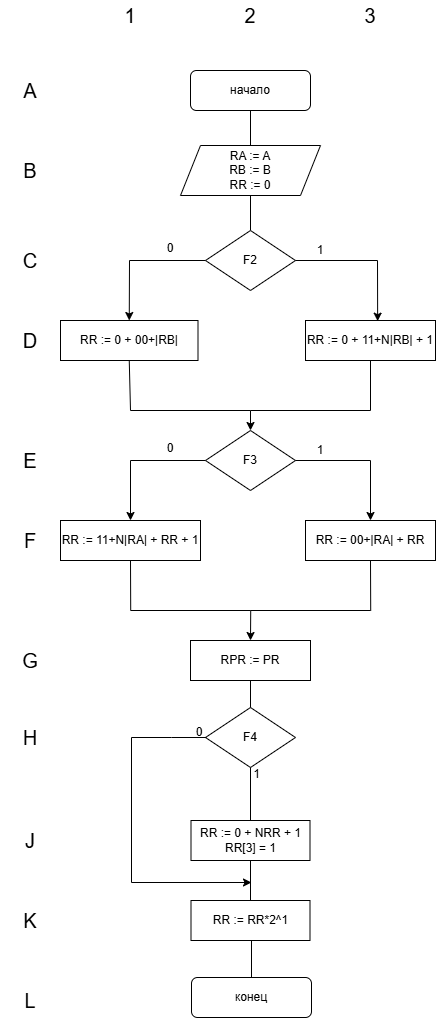 1 2 3
A
начало
B
RA := A
RB := B
RR := 0
C
0
F2
1
D
RR := 0 + 00+|RB|
RR := 0 + 11+N|RB| + 1
E
0
F3
1
F
RR := 11+N|RA| + RR + 1
RR := 00+|RA| + RR
G
RPR := PR
H
0
F4
1
J
RR := 0 + NRR + 1
RR[3] = 1
K
RR := RR*2^1
L
конец